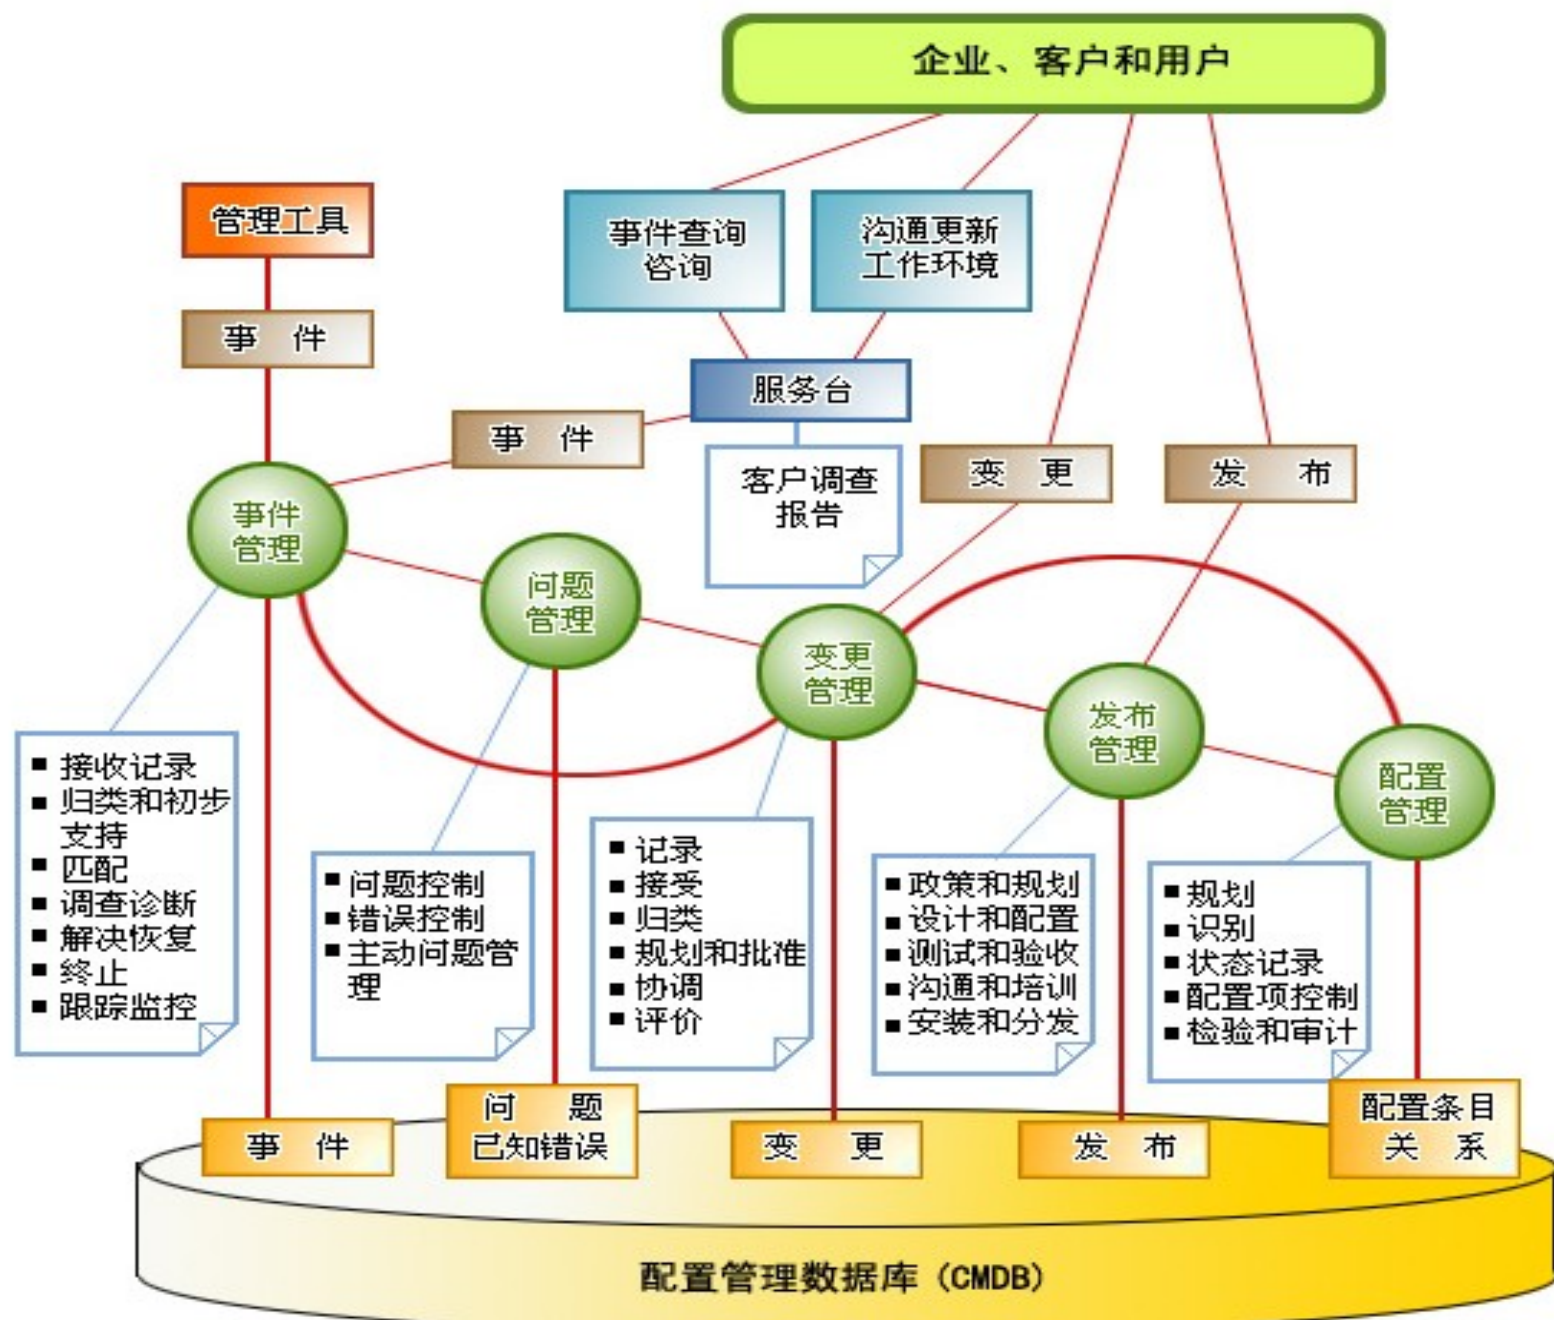 企业、客户和用户
管理工具
事件查询
咨询
沟通更新
工作环境
事 件
服务台
事 件
客户调查
报告
变 更
发 布
事件
管理
问题
管理
变更
管理
发布
管理
配置
管理
■ 接收记录
■ 归类和初步
支持
■ 匹配
■ 调查诊断
■ 解决恢复
■ 终止
■ 跟踪监控
■ 问题控制
■ 错误控制
■ 主动问题管
理
■ 记录
■ 接受
■ 归类
■ 规划和批准
■ 协调
■ 评价
■ 政策和规划
■ 设计和配置
■ 测试和验收
■ 沟通和培训
■ 安装和分发
■ 规划
■ 识别
■ 状态记录
■ 配置项控制
■ 检验和审计
事 件
问 题
已知错误
变 更
发 布
配置条目
关 系
配置管理数据库（CMDB）